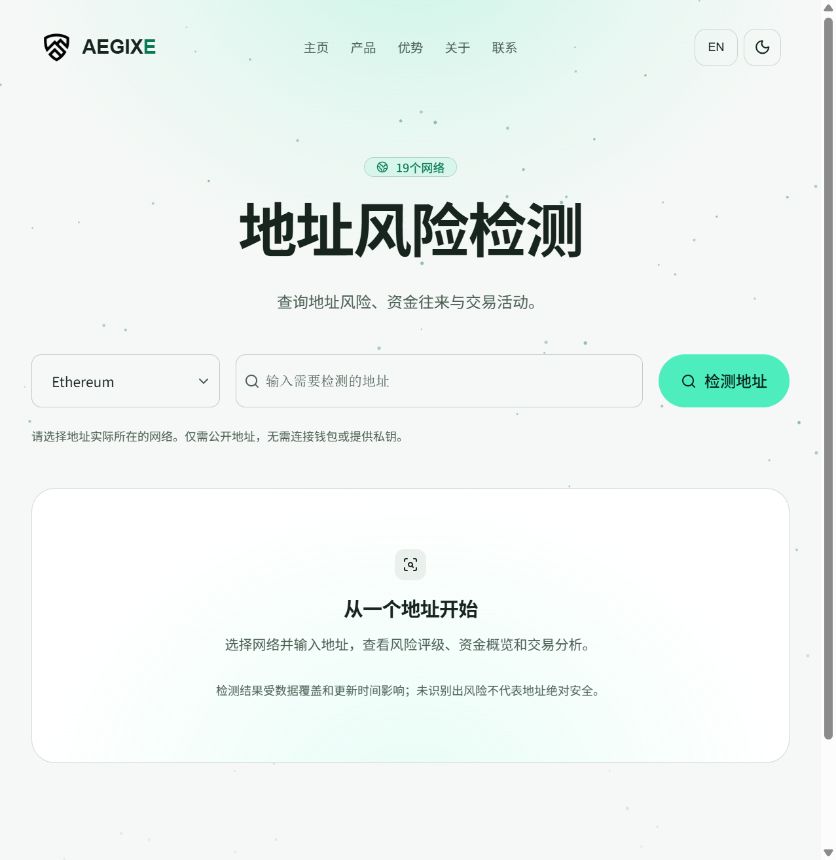 AEGIXE
主页 产品 优势 关于 联系
EN
19个网络
地址风险检测
查询地址风险、资金往来与交易活动。
Ethereum
输入需要检测的地址
检测地址
请选择地址实际所在的网络。仅需公开地址，无需连接钱包或提供私钥。
从一个地址开始
选择网络并输入地址，查看风险评级、资金概览和交易分析。
检测结果受数据覆盖和更新时间影响；未识别出风险不代表地址绝对安全。